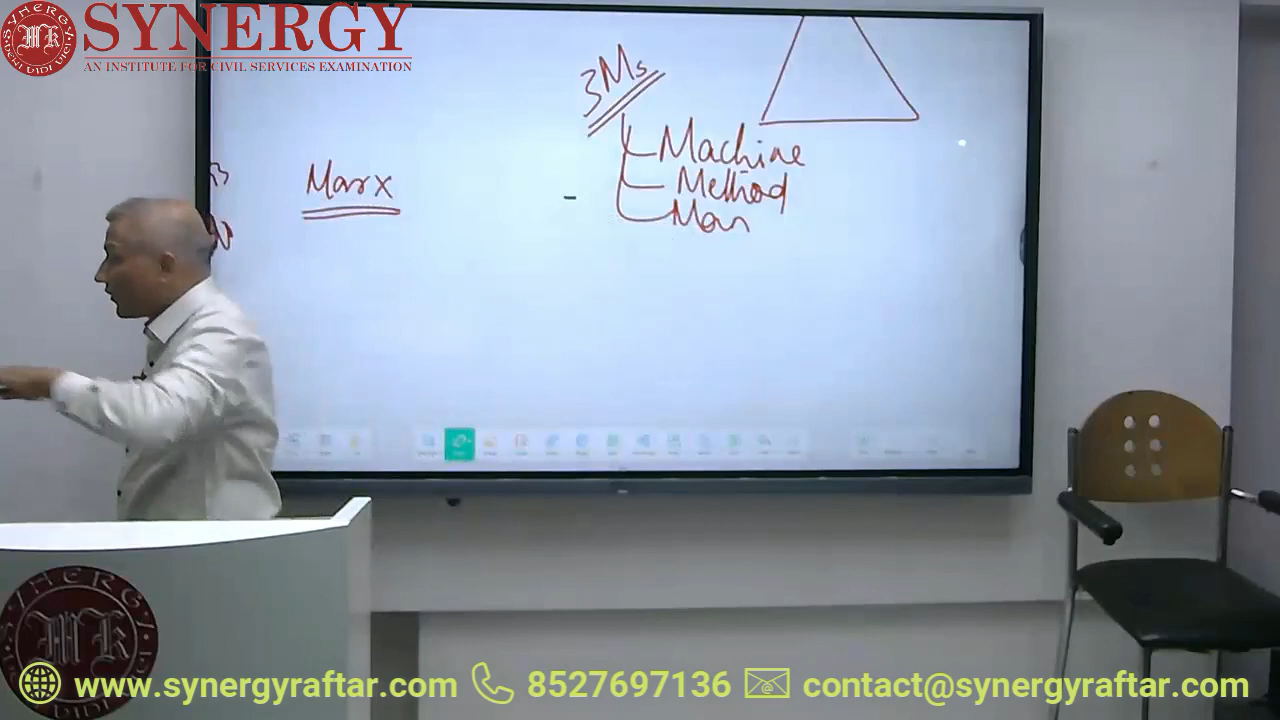 SYNERGY
AN INSTITUTE FOR CIVIL SERVICES EXAMINATION
3Ms
Machine
Marx
- Method
Man
MK
www.synergyraftar.com 8527697136 contact@synergyraftar.com